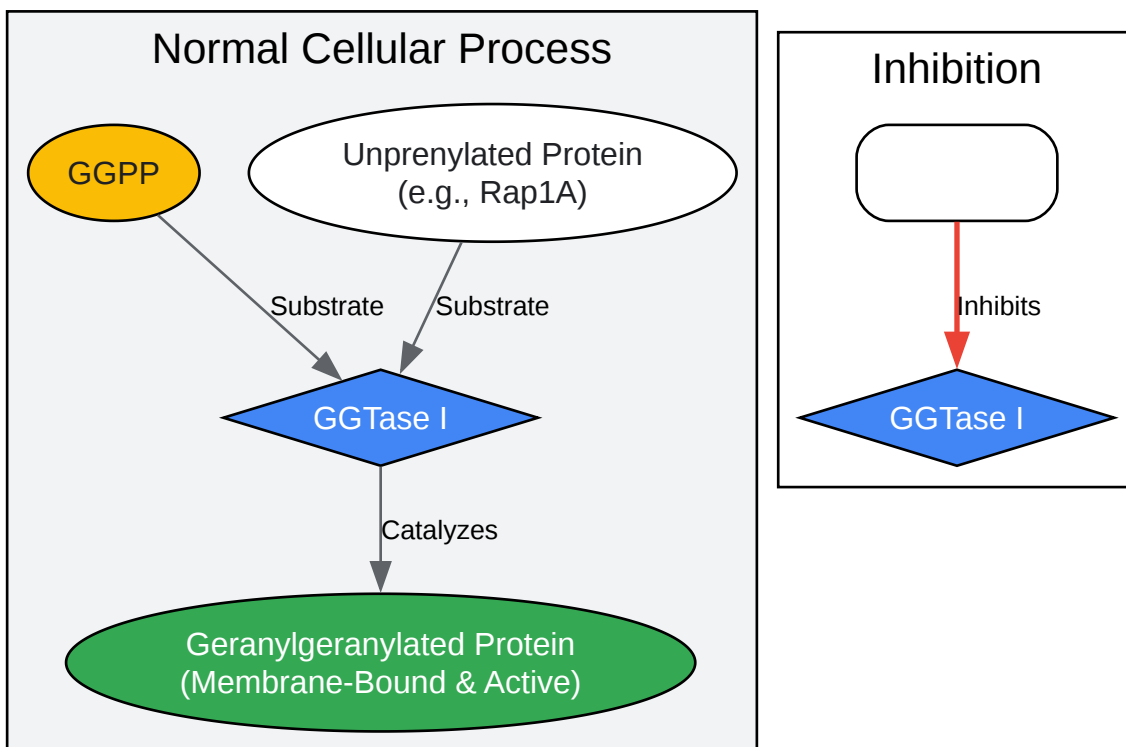 Normal Cellular Process
GGPP
Unprenylated Protein
(e.g., Rap1A)
Substrate
Substrate
GGTase I
Catalyzes
Geranylgeranylated Protein
(Membrane-Bound & Active)
Inhibition
Inhibits
GGTase I